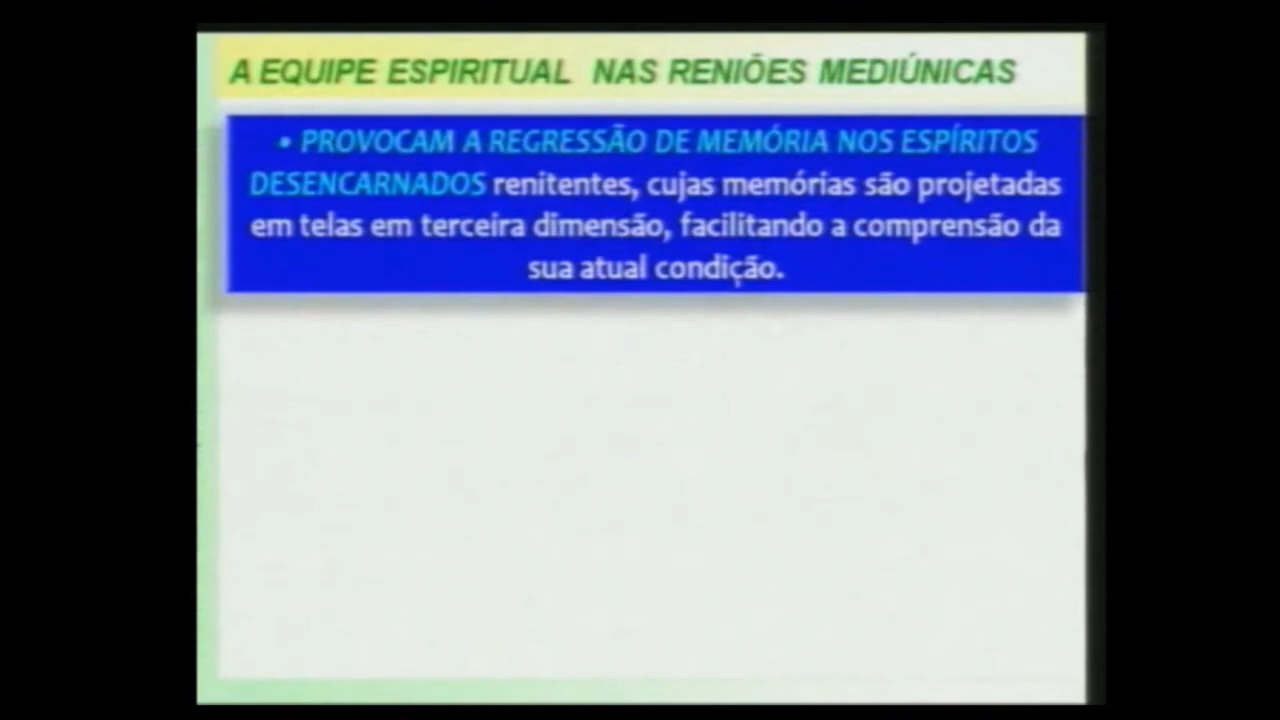 A EQUIPE ESPIRITUAL NAS RENIÕES MEDIÚNICAS
• PROVOCAM A REGRESSÃO DE MEMÓRIA NOS ESPÍRITOS
DESENCARNADOS renitentes, cujas memórias são projetadas
em telas em terceira dimensão, facilitando a comprensão da
sua atual condição.